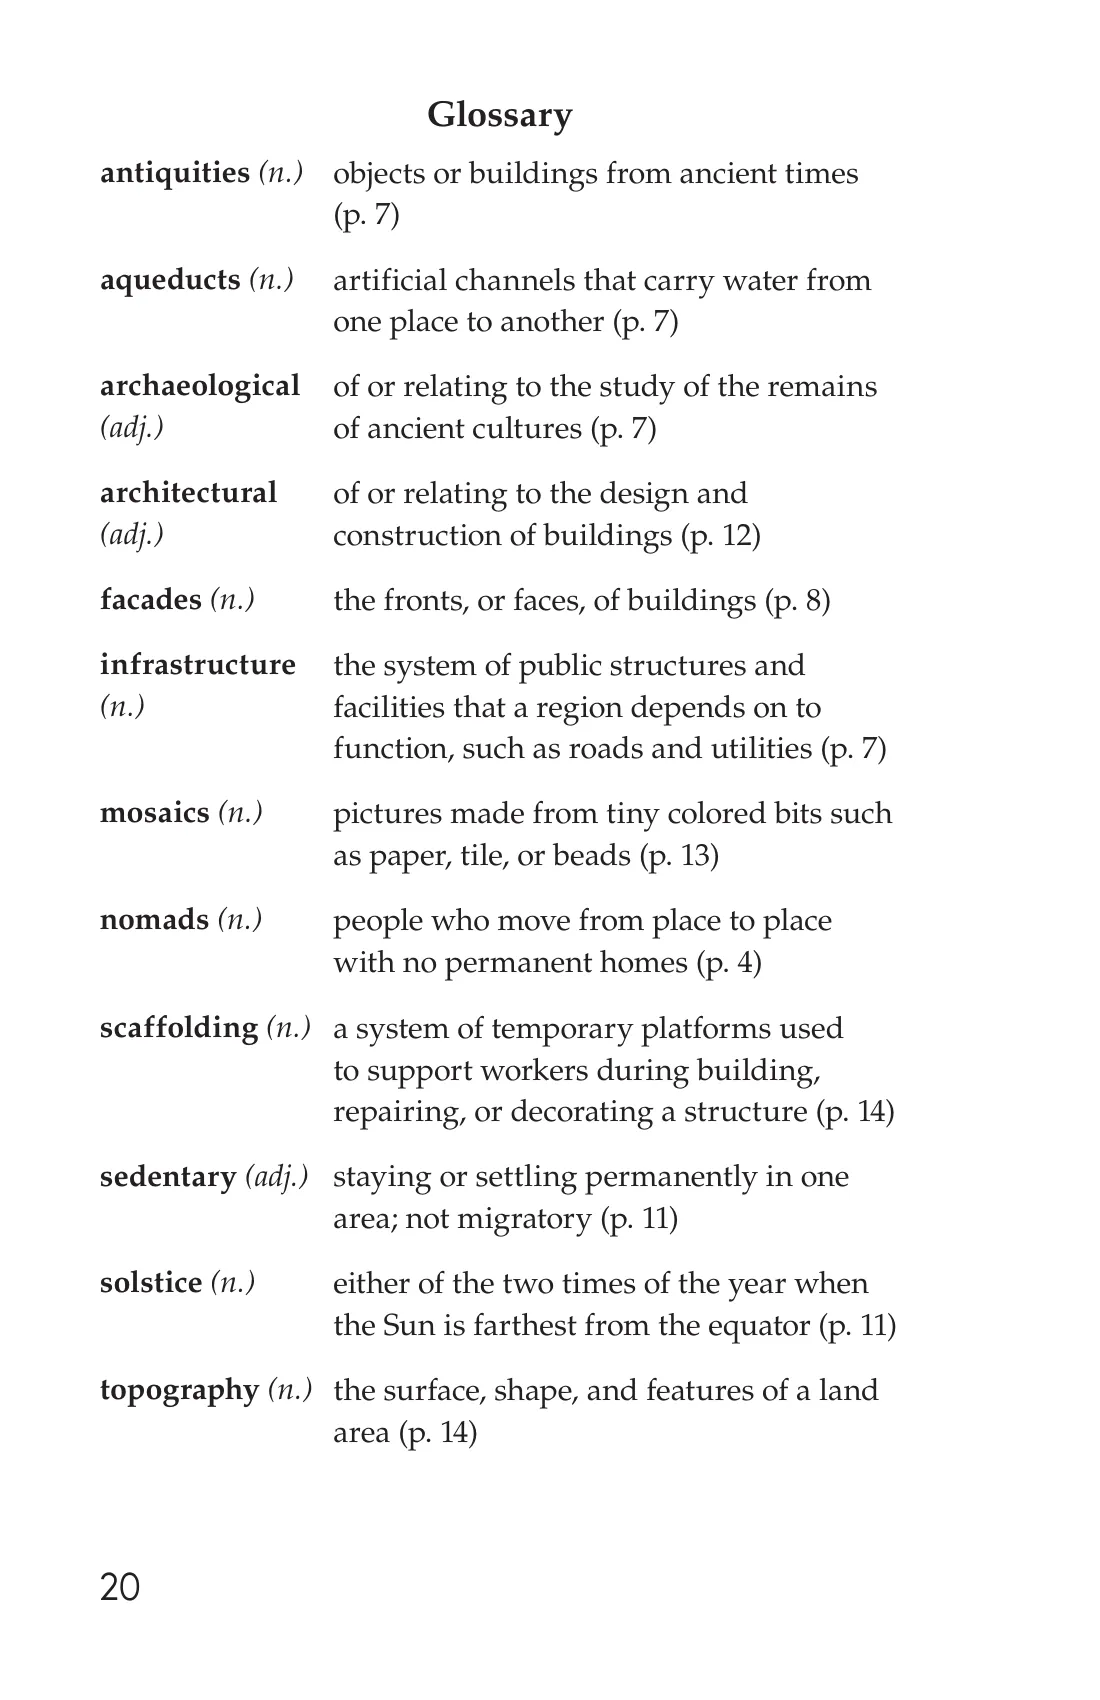 Glossary
antiquities (n.) objects or buildings from ancient times
(p. 7)
aqueducts (n.) artificial channels that carry water from
one place to another (p. 7)
archaeological of or relating to the study of the remains
(adj.) of ancient cultures (p. 7)
architectural of or relating to the design and
(adj.) construction of buildings (p. 12)
facades (n.) the fronts, or faces, of buildings (p. 8)
infrastructure the system of public structures and
(n.) facilities that a region depends on to
function, such as roads and utilities (p. 7)
mosaics (n.) pictures made from tiny colored bits such
as paper, tile, or beads (p. 13)
nomads (n.) people who move from place to place
with no permanent homes (p. 4)
scaffolding (n.) a system of temporary platforms used
to support workers during building,
repairing, or decorating a structure (p. 14)
sedentary (adj.) staying or settling permanently in one
area; not migratory (p. 11)
solstice (n.) either of the two times of the year when
the Sun is farthest from the equator (p. 11)
topography (n.) the surface, shape, and features of a land
area (p. 14)
20